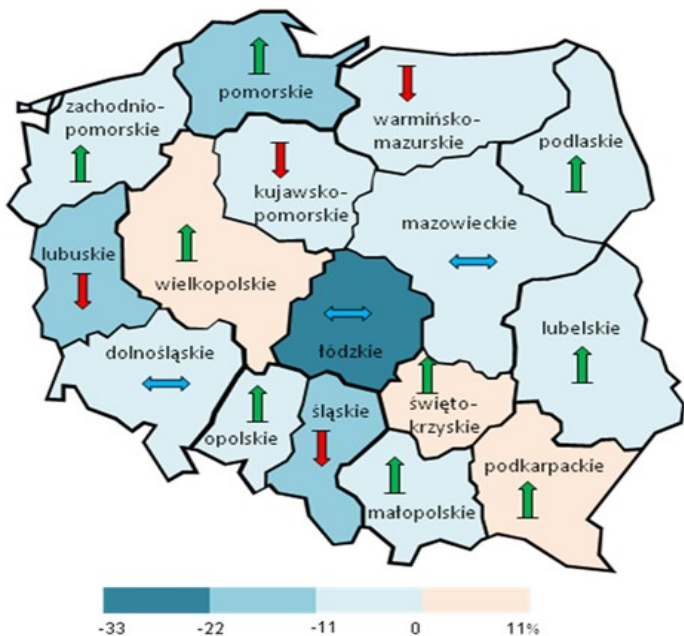 pomorskie
zachodnio-
pomorskie
warmińsko-
mazurskie
podlaskie
kujawsko-
pomorskie
mazowieckie
lubuskie
wielkopolskie
łódzkie
lubelskie
dolnośląskie
opolskie
śląskie
święto-
krzyskie
podkarpackie
małopolskie
-33 -22 -11 0 11%